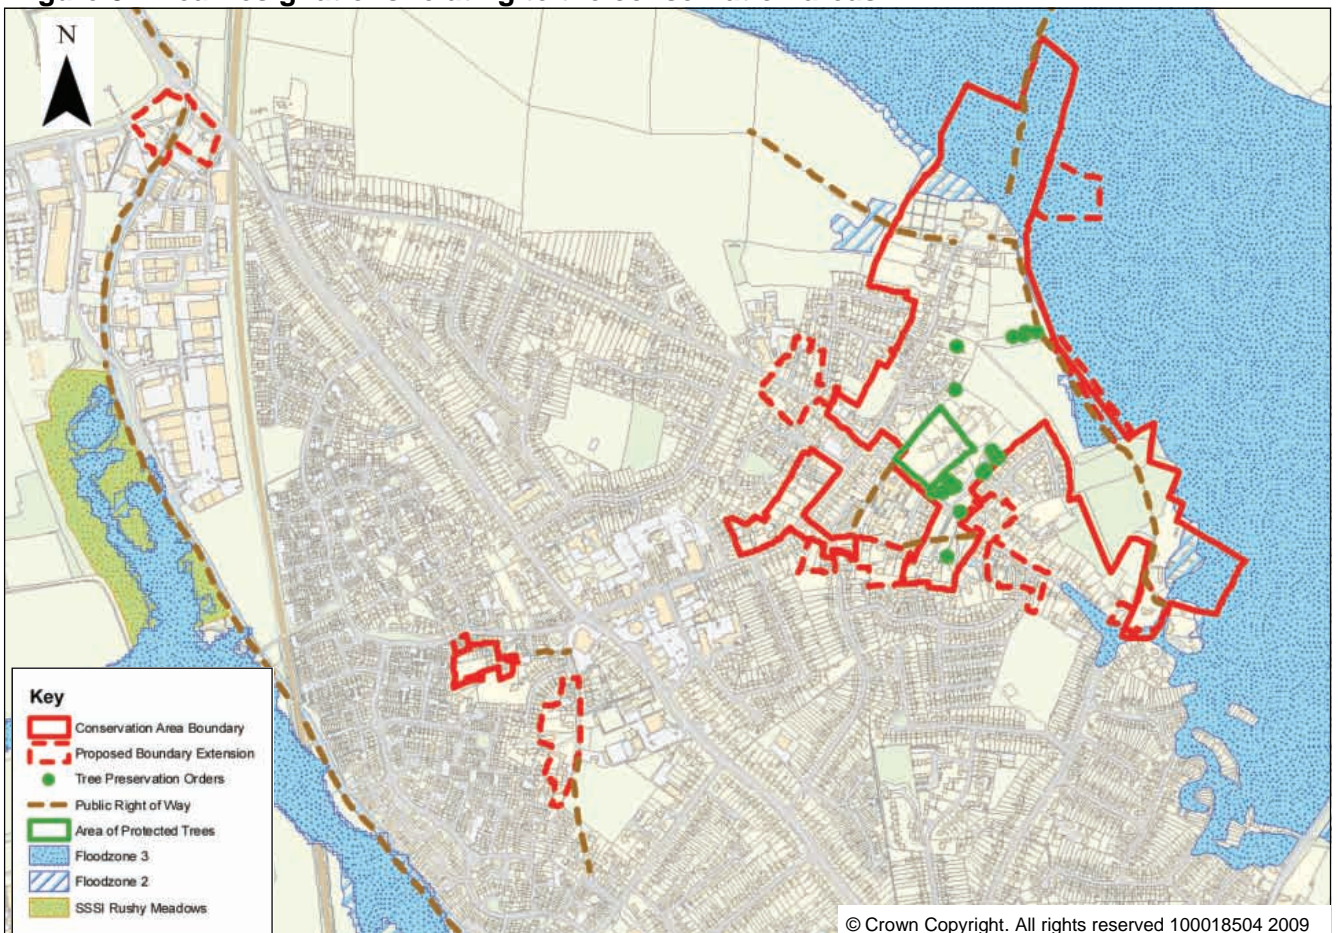 N
Key
Conservation Area Boundary
Proposed Boundary Extension
Tree Preservation Orders
Public Right of Way
Area of Protected Trees
Floodzone 3
Floodzone 2
SSSI Rushy Meadows
© Crown Copyright. All rights reserved 100018504 2009